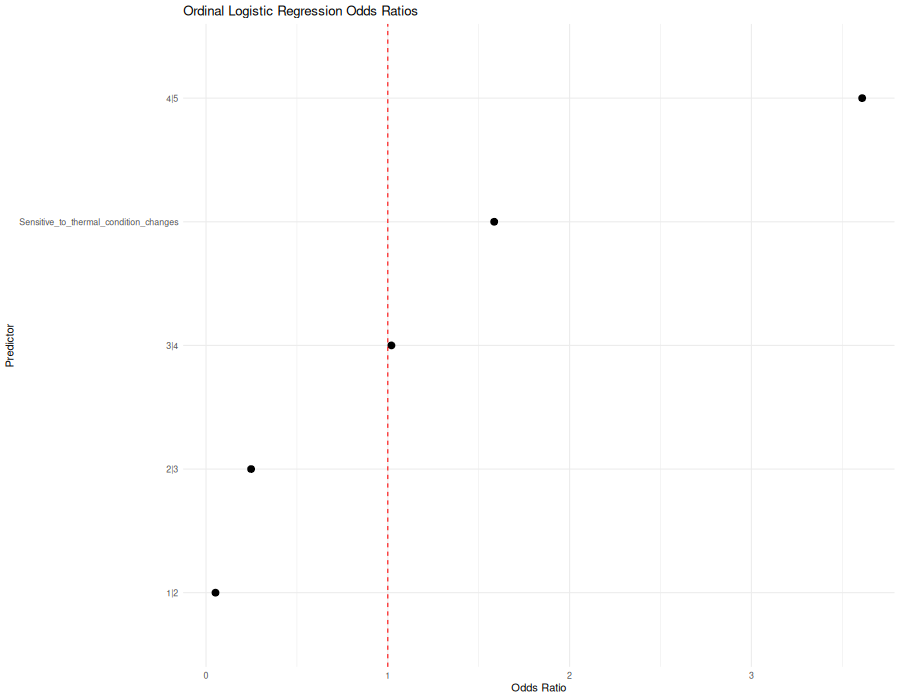 Ordinal Logistic Regression Odds Ratios
4|5
Sensitive_to_thermal_condition_changes
3|4
2|3
1|2
Predictor
0 1 2 3
Odds Ratio